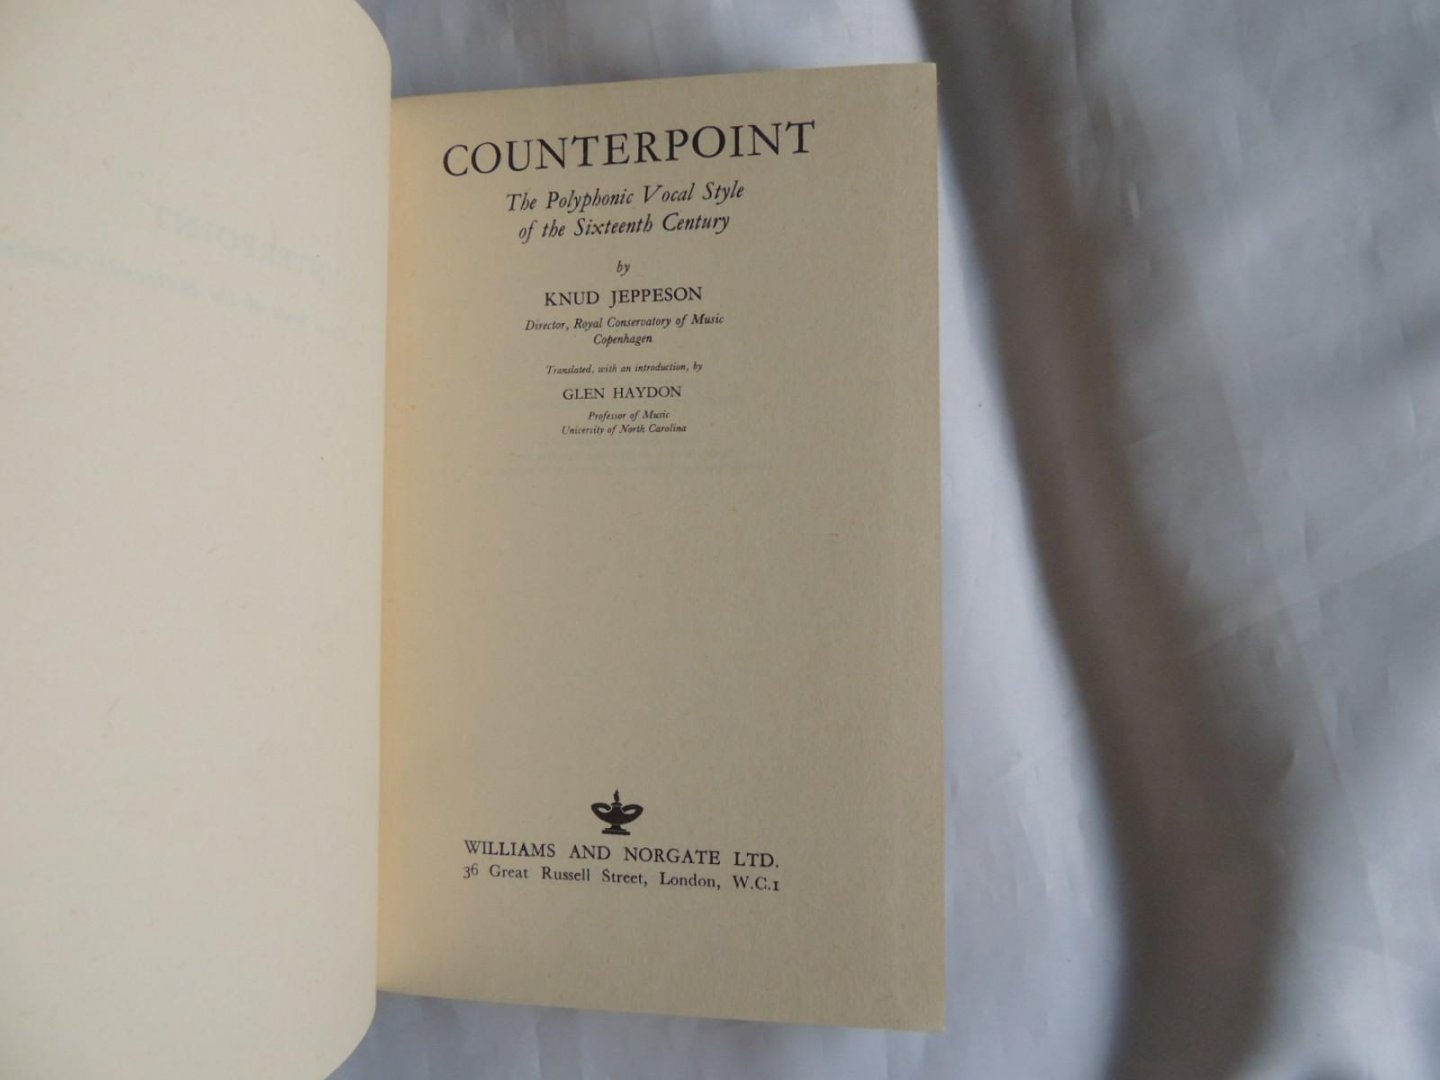 COUNTERPOINT
The Polyphonic Vocal Style
of the Sixteenth Century
by
KNUD JEPPESON
Director, Royal Conservatory of Music
Copenhagen
Translated, with an introduction, by
GLEN HAYDON
Professor of Music
University of North Carolina
WILLIAMS AND NORGATE LTD.
36 Great Russell Street, London, W.C.1